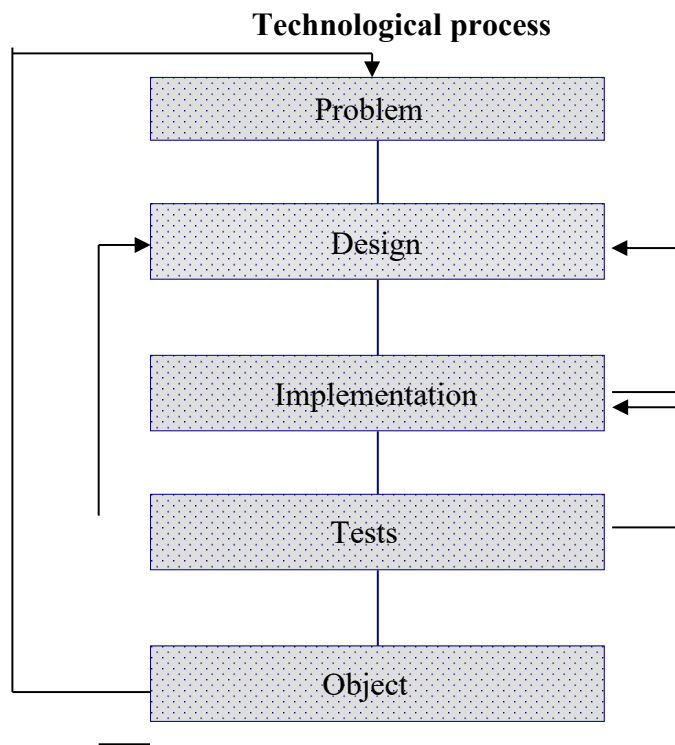 Technological process
Problem
Design
Implementation
Tests
Object